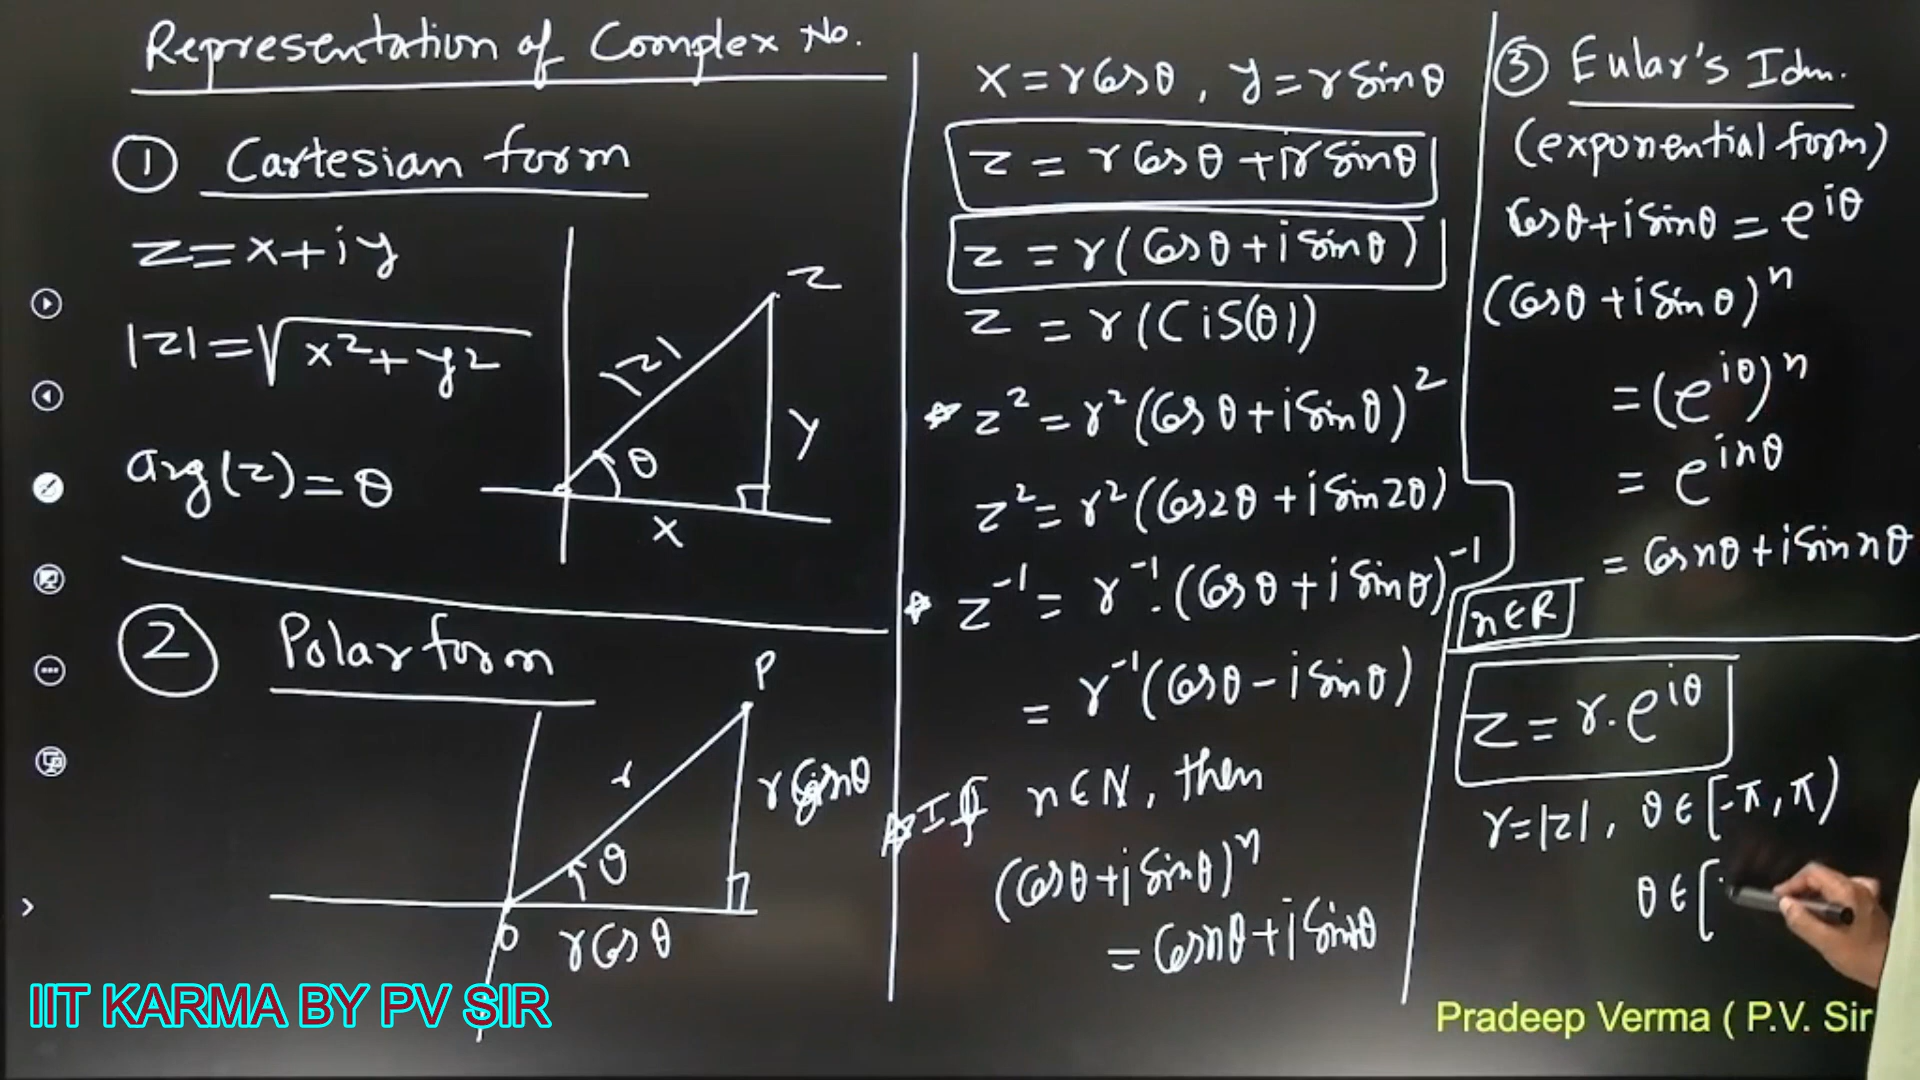 Representation of Complex No.
① Cartesian form
z = x + iy
|z| = √x² + y²
arg(z) = θ
z
|z|
y
θ
x
② Polar form
P
r
r sinθ
θ
O
r cosθ
x = r cosθ, y = r sinθ
z = r cosθ + ir sinθ
z = r(cosθ + i sinθ)
z = r(CiS(θ))
* z² = r²(cosθ + i sinθ)²
z² = r²(cos2θ + i sin2θ)
* z⁻¹ = r⁻¹.(cosθ + i sinθ)⁻¹
= r⁻¹(cosθ - i sinθ)
* If n ∈ N, then
(cosθ + i sinθ)ⁿ
= cosnθ + i sinnθ
③ Eular's Idn.
(exponential form)
cosθ + i sinθ = e^iθ
(cosθ + i sinθ)ⁿ
= (e^iθ)ⁿ
= e^inθ
= cosnθ + i sinnθ
n ∈ R
z = r.e^iθ
r = |z|, θ ∈ [-π, π)
θ ∈ [
IIT KARMA BY PV SIR
Pradeep Verma ( P.V. Sir